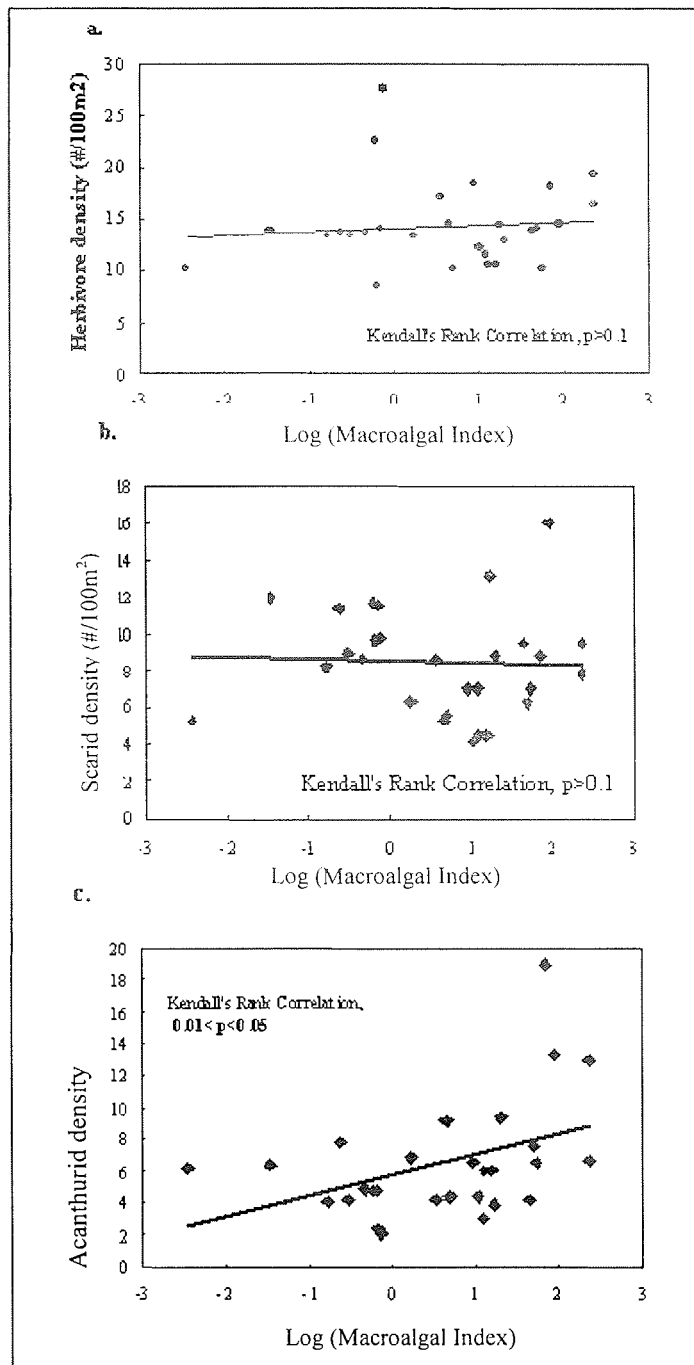 a.
Herbivore density (#/100m2)
30
25
20
15
10
5
0
-3 -2 -1 0 1 2 3
Kendall's Rank Correlation, p>0.1
Log (Macroalgal Index)
b.
Scarid density (#/100m²)
18
16
14
12
10
8
6
4
2
0
-3 -2 -1 0 1 2 3
Kendall's Rank Correlation, p>0.1
Log (Macroalgal Index)
c.
Acanthurid density
20
18
16
14
12
10
8
6
4
2
0
-3 -2 -1 0 1 2 3
Kendall's Rank Correlation,
0.01<p<0.05
Log (Macroalgal Index)